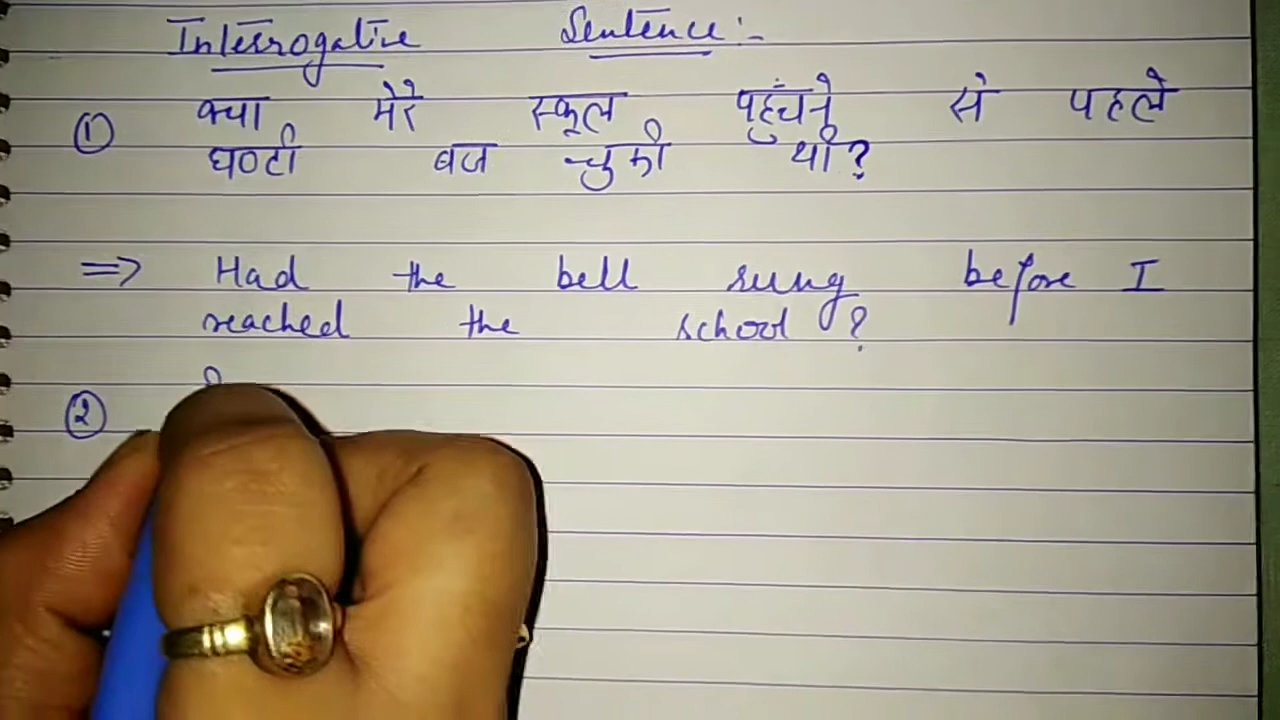 Interrogative Sentence:-
① क्या मेरे स्कूल पहुँचने से पहले
घण्टी बज चुकी थी?
⇒ Had the bell rung before I
reached the school?
②